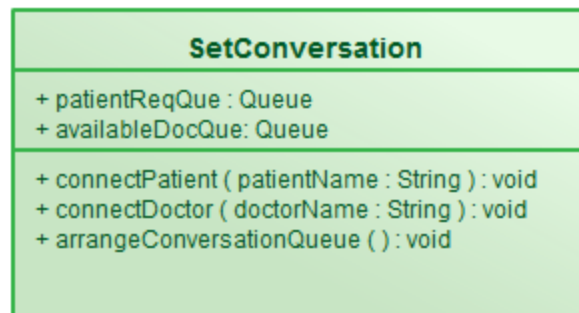 SetConversation
+ patientReqQue : Queue
+ availableDocQue: Queue
+ connectPatient ( patientName : String ) : void
+ connectDoctor ( doctorName : String ) : void
+ arrangeConversationQueue ( ) : void